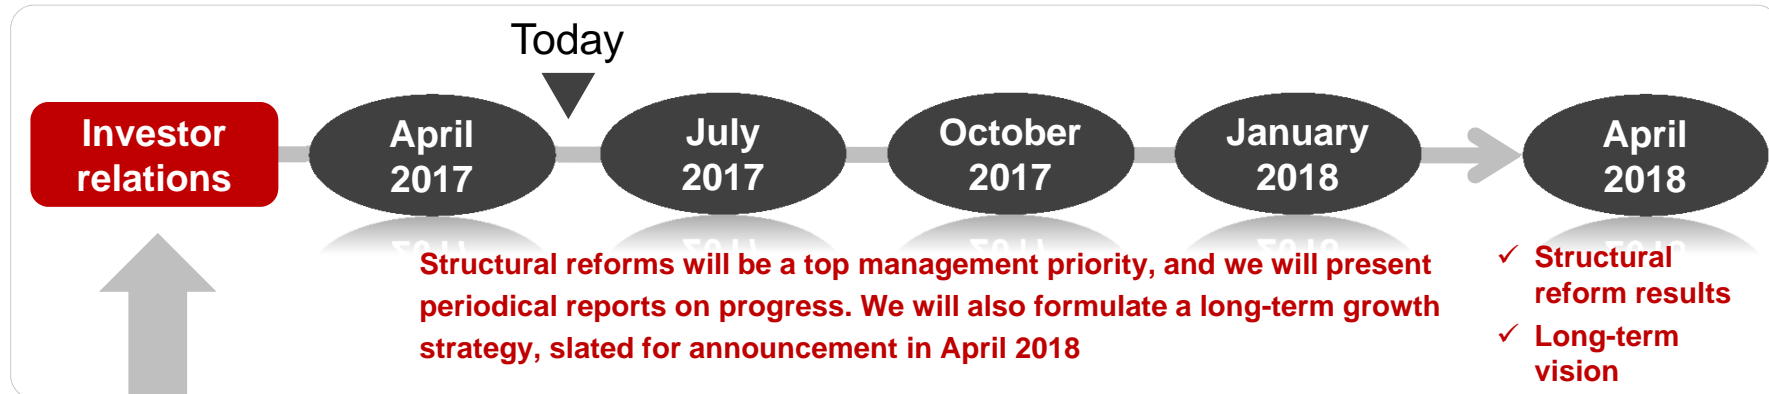 Today
Investor
relations
April
2017
July
2017
October
2017
January
2018
April
2018
Structural reforms will be a top management priority, and we will present
periodical reports on progress. We will also formulate a long-term growth
strategy, slated for announcement in April 2018
✓ Structural
reform results
✓ Long-term
vision